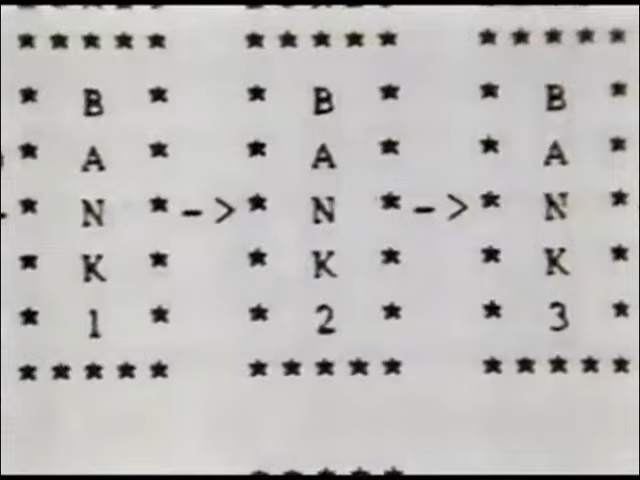 * * * * * * * * * * * * * * *
* B * * B * * B *
* A * * A * * A *
* N * -> * N * -> * N *
* K * * K * * K *
* 1 * * 2 * * 3 *
* * * * * * * * * * * * * * *